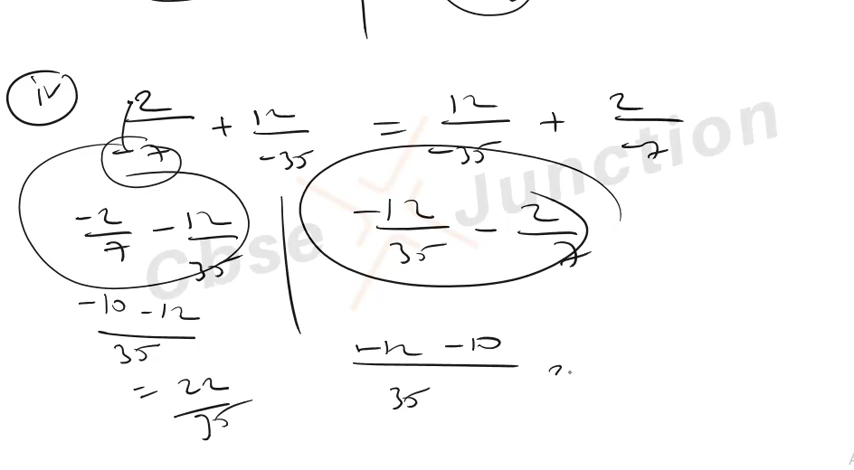 iv 2/-7 + 12/-35 = 12/-35 + 2/-7
-2/7 - 12/35 | -12/35 - 2/7
-10 -12/35 | -12 -10/35 =
= 22/35
Cbse Junction